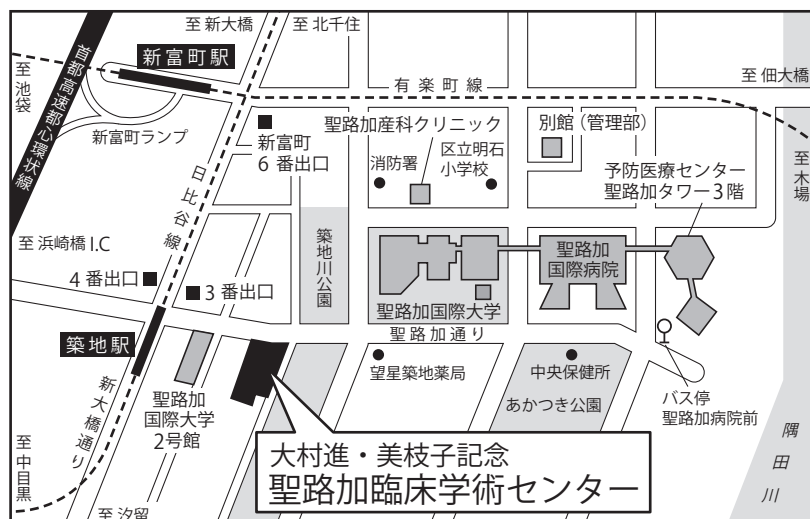 至 新大橋
至 北千住
新富町駅
首都高速都心環状線
至 池袋
有楽町線
至 佃大橋
新富町ランプ
新富町
6 番出口
聖路加産科クリニック
別館（管理部）
消防署
区立明石
小学校
予防医療センター
聖路加タワー3階
至 木場
日比谷線
至 浜崎橋 I.C
4 番出口
3 番出口
築地川公園
聖路加
国際病院
聖路加国際大学
聖路加通り
築地駅
望星築地薬局
中央保健所
あかつき公園
バス停
聖路加病院前
新大橋通り
聖路加
国際大学
2号館
至 中目黒
至 汐留
隅田川
大村進・美枝子記念
聖路加臨床学術センター